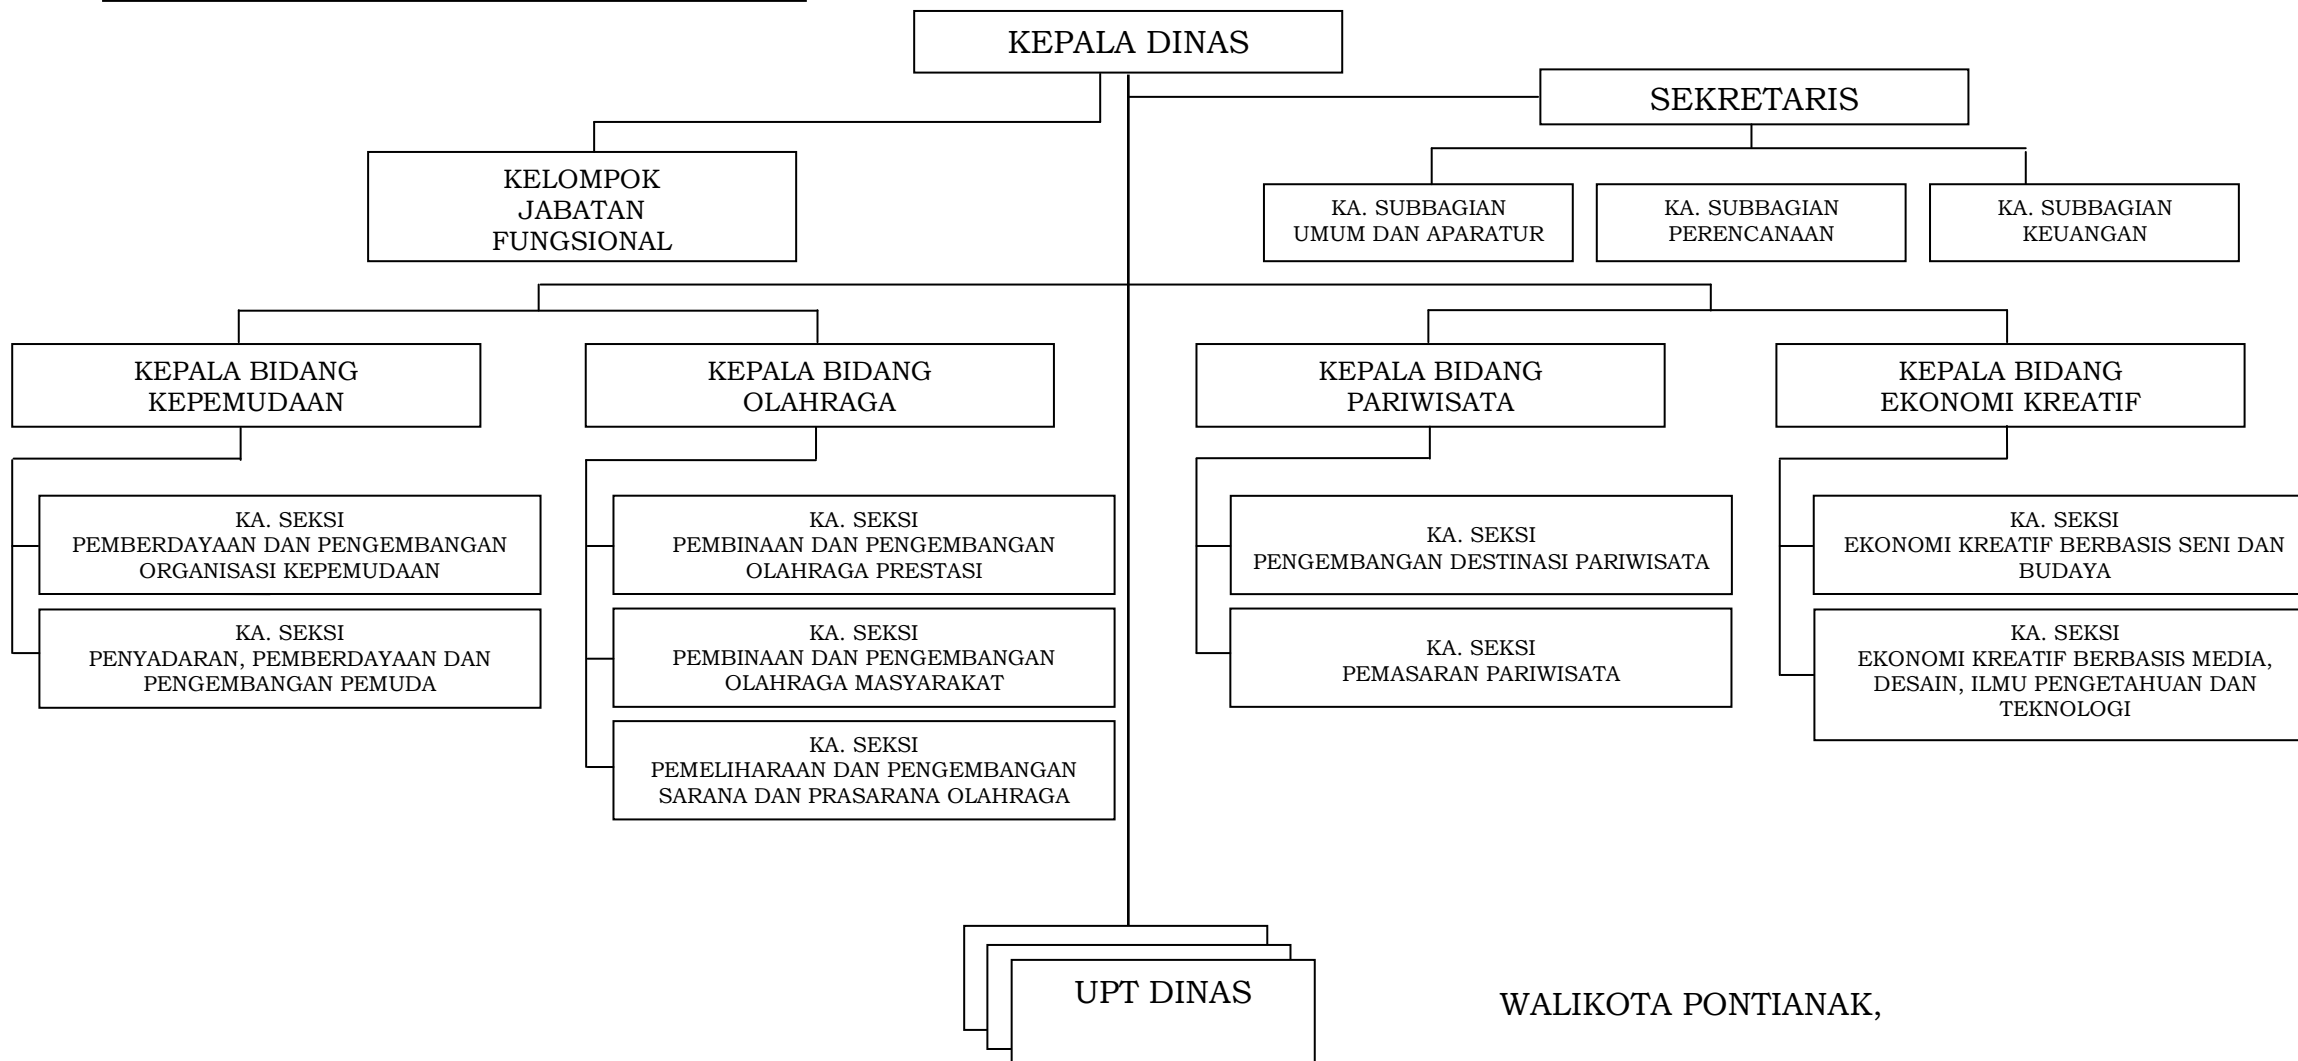 KEPALA DINAS
SEKRETARIS
KELOMPOK
JABATAN
FUNGSIONAL
KA. SUBBAGIAN
UMUM DAN APARATUR
KA. SUBBAGIAN
PERENCANAAN
KA. SUBBAGIAN
KEUANGAN
KEPALA BIDANG
KEPEMUDAAN
KEPALA BIDANG
OLAHRAGA
KEPALA BIDANG
PARIWISATA
KEPALA BIDANG
EKONOMI KREATIF
KA. SEKSI
PEMBERDAYAAN DAN PENGEMBANGAN
ORGANISASI KEPEMUDAAN
KA. SEKSI
PENYADARAN, PEMBERDAYAAN DAN
PENGEMBANGAN PEMUDA
KA. SEKSI
PEMBINAAN DAN PENGEMBANGAN
OLAHRAGA PRESTASI
KA. SEKSI
PEMBINAAN DAN PENGEMBANGAN
OLAHRAGA MASYARAKAT
KA. SEKSI
PEMELIHARAAN DAN PENGEMBANGAN
SARANA DAN PRASARANA OLAHRAGA
KA. SEKSI
PENGEMBANGAN DESTINASI PARIWISATA
KA. SEKSI
PEMASARAN PARIWISATA
KA. SEKSI
EKONOMI KREATIF BERBASIS SENI DAN
BUDAYA
KA. SEKSI
EKONOMI KREATIF BERBASIS MEDIA,
DESAIN, ILMU PENGETAHUAN DAN
TEKNOLOGI
UPT DINAS
WALIKOTA PONTIANAK,